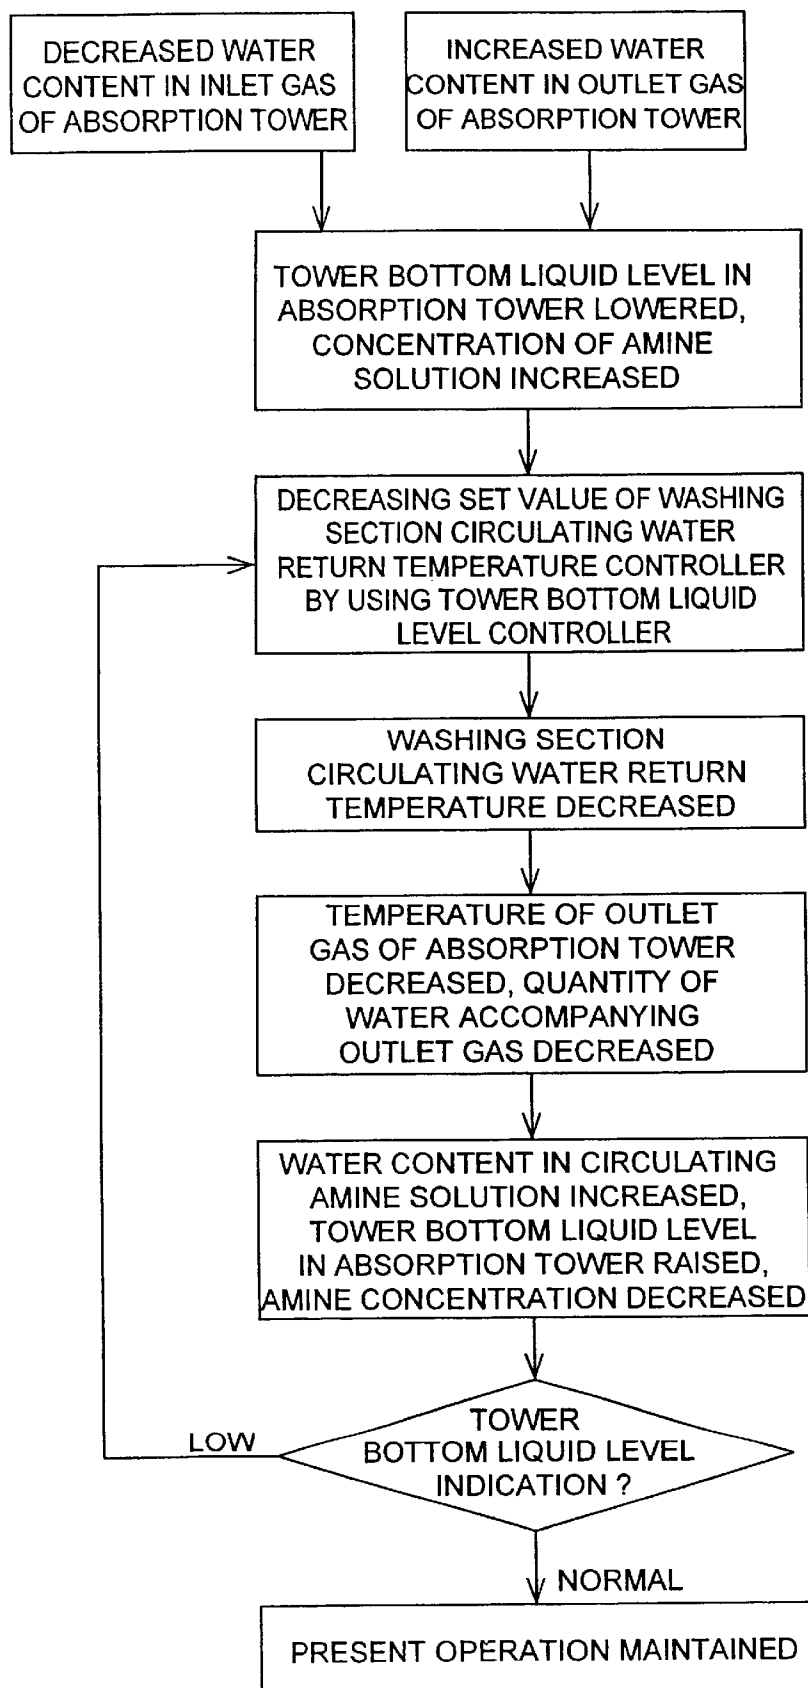 DECREASED WATER
CONTENT IN INLET GAS
OF ABSORPTION TOWER
INCREASED WATER
CONTENT IN OUTLET GAS
OF ABSORPTION TOWER
TOWER BOTTOM LIQUID LEVEL IN
ABSORPTION TOWER LOWERED,
CONCENTRATION OF AMINE
SOLUTION INCREASED
DECREASING SET VALUE OF WASHING
SECTION CIRCULATING WATER
RETURN TEMPERATURE CONTROLLER
BY USING TOWER BOTTOM LIQUID
LEVEL CONTROLLER
WASHING SECTION
CIRCULATING WATER RETURN
TEMPERATURE DECREASED
TEMPERATURE OF OUTLET
GAS OF ABSORPTION TOWER
DECREASED, QUANTITY OF
WATER ACCOMPANYING
OUTLET GAS DECREASED
WATER CONTENT IN CIRCULATING
AMINE SOLUTION INCREASED,
TOWER BOTTOM LIQUID LEVEL
IN ABSORPTION TOWER RAISED,
AMINE CONCENTRATION DECREASED
LOW
TOWER
BOTTOM LIQUID LEVEL
INDICATION ?
NORMAL
PRESENT OPERATION MAINTAINED